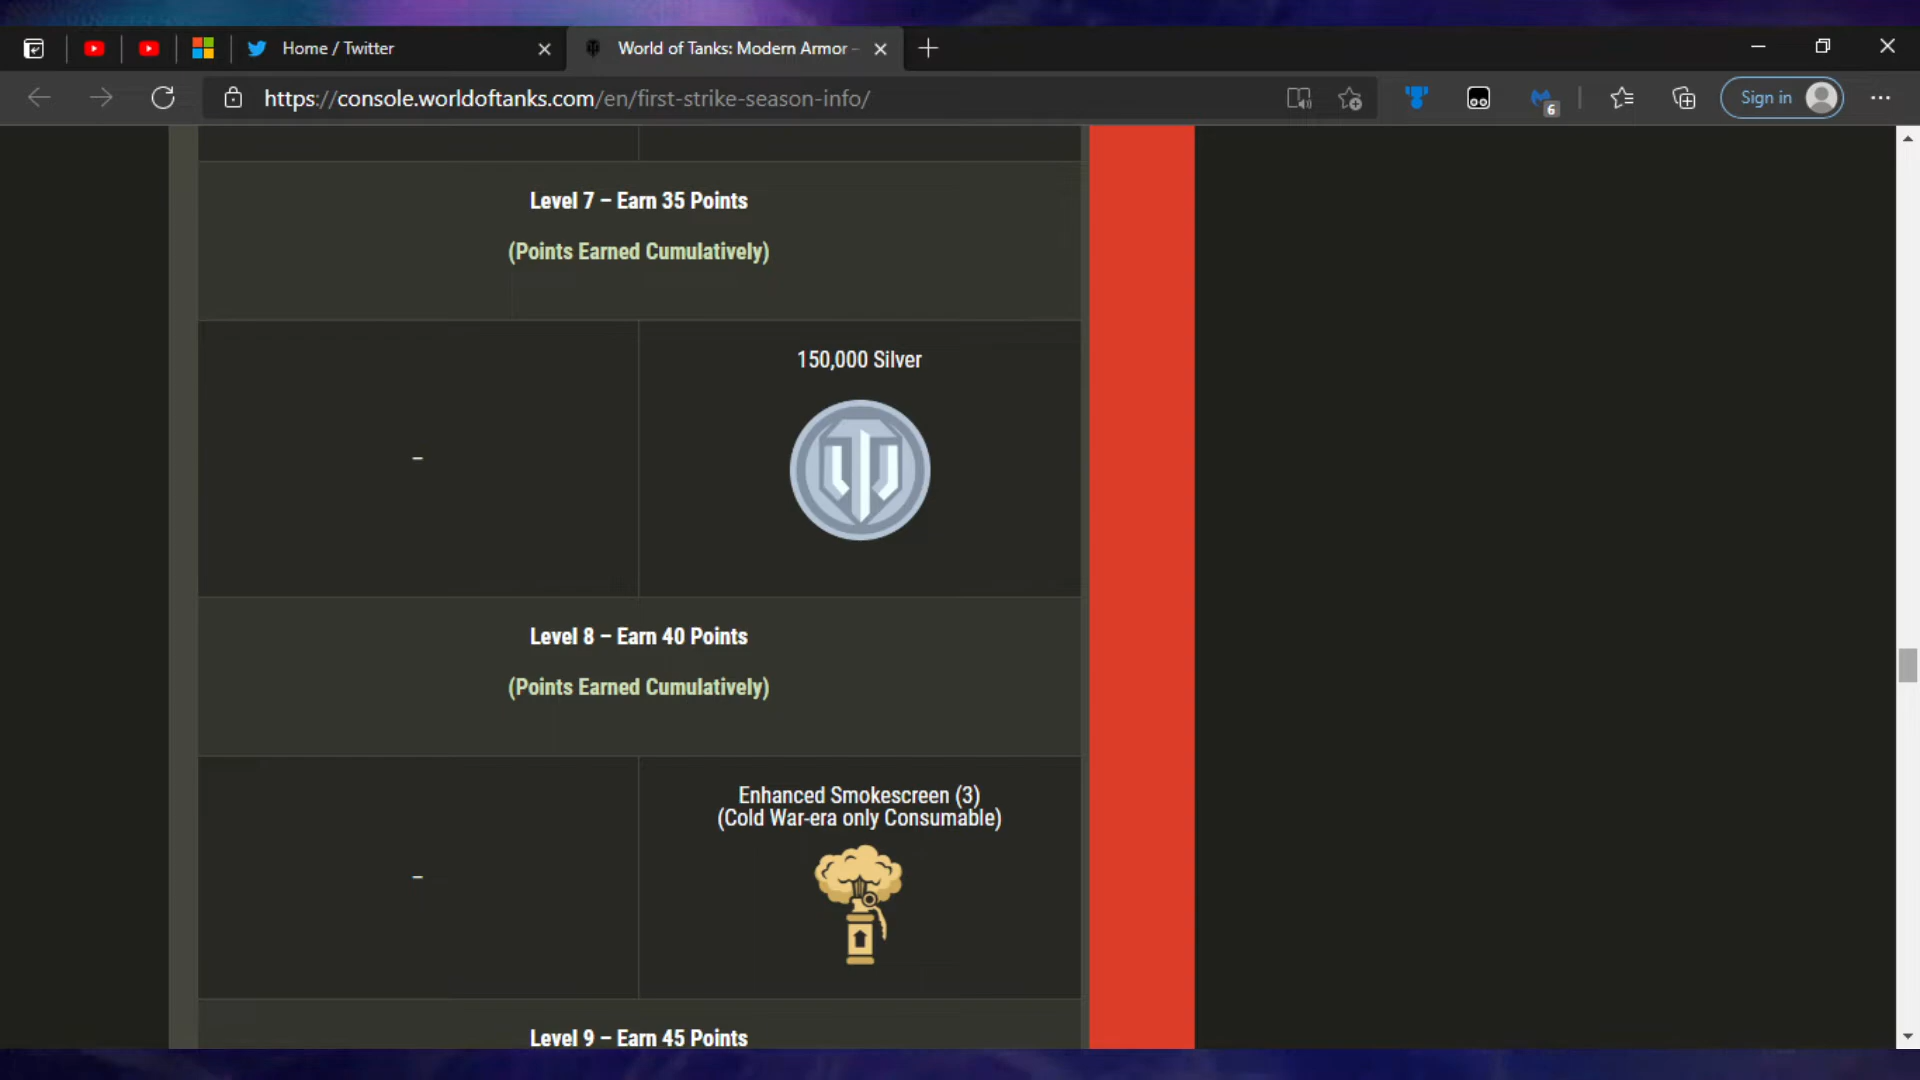 Home / Twitter
World of Tanks: Modern Armor -
https://console.worldoftanks.com/en/first-strike-season-info/
6
Sign in
Level 7 – Earn 35 Points
(Points Earned Cumulatively)
–
150,000 Silver
Level 8 – Earn 40 Points
(Points Earned Cumulatively)
–
Enhanced Smokescreen (3)
(Cold War-era only Consumable)
Level 9 – Earn 45 Points